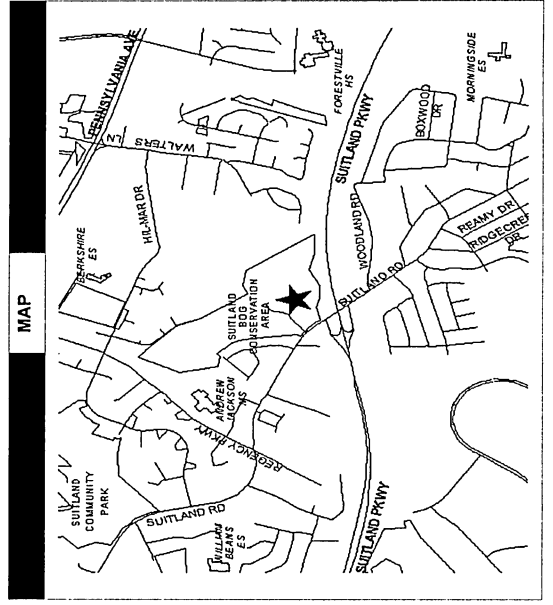 MAP
PENNSYLVANIA AVE
FORESTVILLE
HS
MORNINGSIDE
ES
WALTERS
LN
SUITLAND PKWY
BOXWOOD
DR
HIL-MAR DR
WOODLAND RD
REAMY DR
RIDGECREST
DR
BERKSHIRE
ES
SUITLAND RD
SUITLAND
BOG
CONSERVATION
AREA
ANDREW
JACKSON
MS
REGENCY PKWY
SUITLAND
COMMUNITY
PARK
SUITLAND RD
WILLIAM
BEANS
ES
SUITLAND PKWY